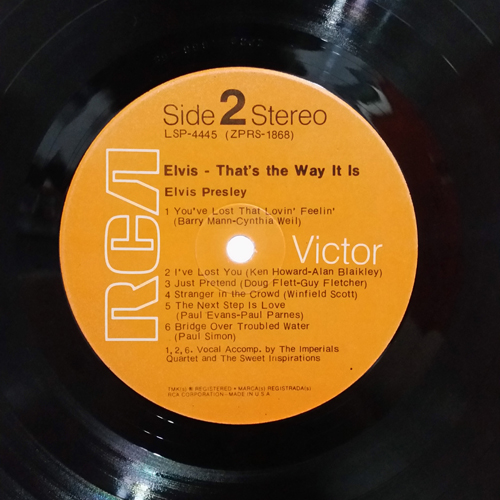 Side 2 Stereo
LSP-4445 (ZPRS-1868)
Elvis - That's the Way It Is
Elvis Presley
1 You've Lost That Lovin' Feelin'
(Barry Mann-Cynthia Weil)
RCA
Victor
2 I've Lost You (Ken Howard-Alan Blaikley)
3 Just Pretend (Doug Flett-Guy Fletcher)
4 Stranger in the Crowd (Winfield Scott)
5 The Next Step Is Love
(Paul Evans-Paul Parnes)
6 Bridge Over Troubled Water
(Paul Simon)
1,2,6. Vocal Accomp. by The Imperials
Quartet and The Sweet Inspirations
TMK(s) ® REGISTERED • MARCA(s) REGISTRADA(s)
RCA CORPORATION - MADE IN U.S.A